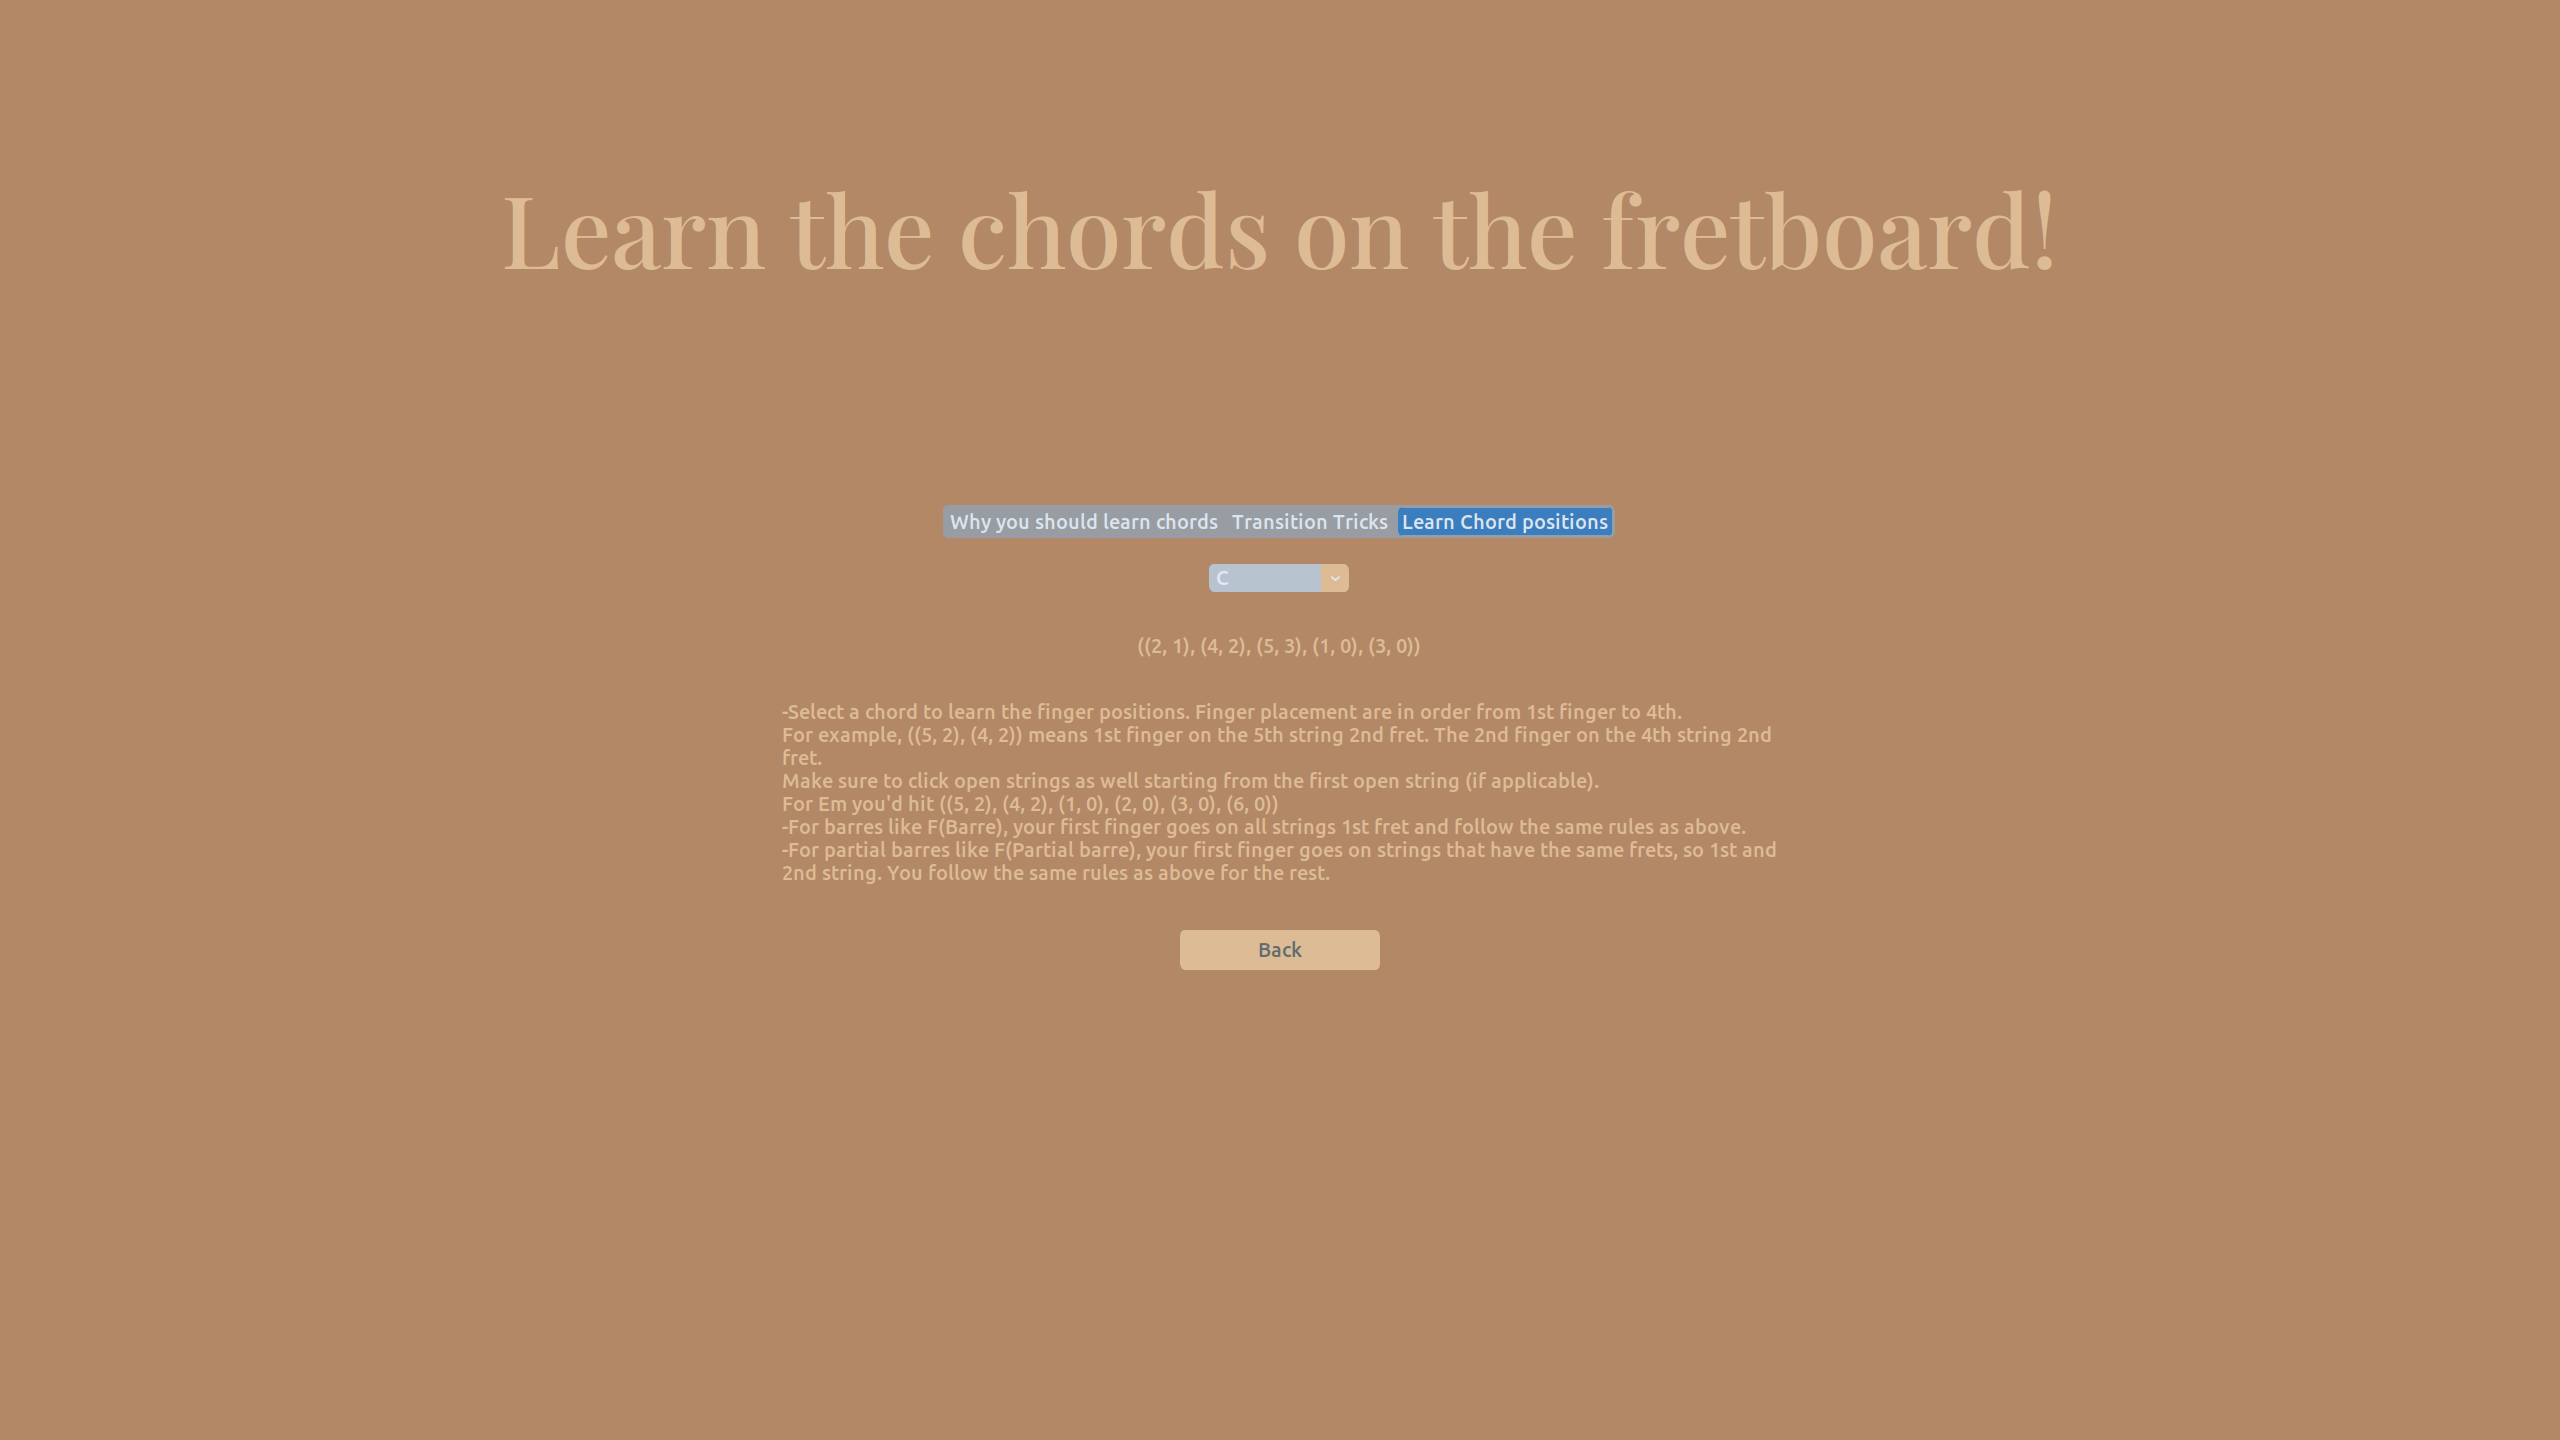 Learn the chords on the fretboard!
Why you should learn chords Transition Tricks Learn Chord positions
C
((2, 1), (4, 2), (5, 3), (1, 0), (3, 0))
-Select a chord to learn the finger positions. Finger placement are in order from 1st finger to 4th.
For example, ((5, 2), (4, 2)) means 1st finger on the 5th string 2nd fret. The 2nd finger on the 4th string 2nd
fret.
Make sure to click open strings as well starting from the first open string (if applicable).
For Em you'd hit ((5, 2), (4, 2), (1, 0), (2, 0), (3, 0), (6, 0))
-For barres like F(Barre), your first finger goes on all strings 1st fret and follow the same rules as above.
-For partial barres like F(Partial barre), your first finger goes on strings that have the same frets, so 1st and
2nd string. You follow the same rules as above for the rest.
Back